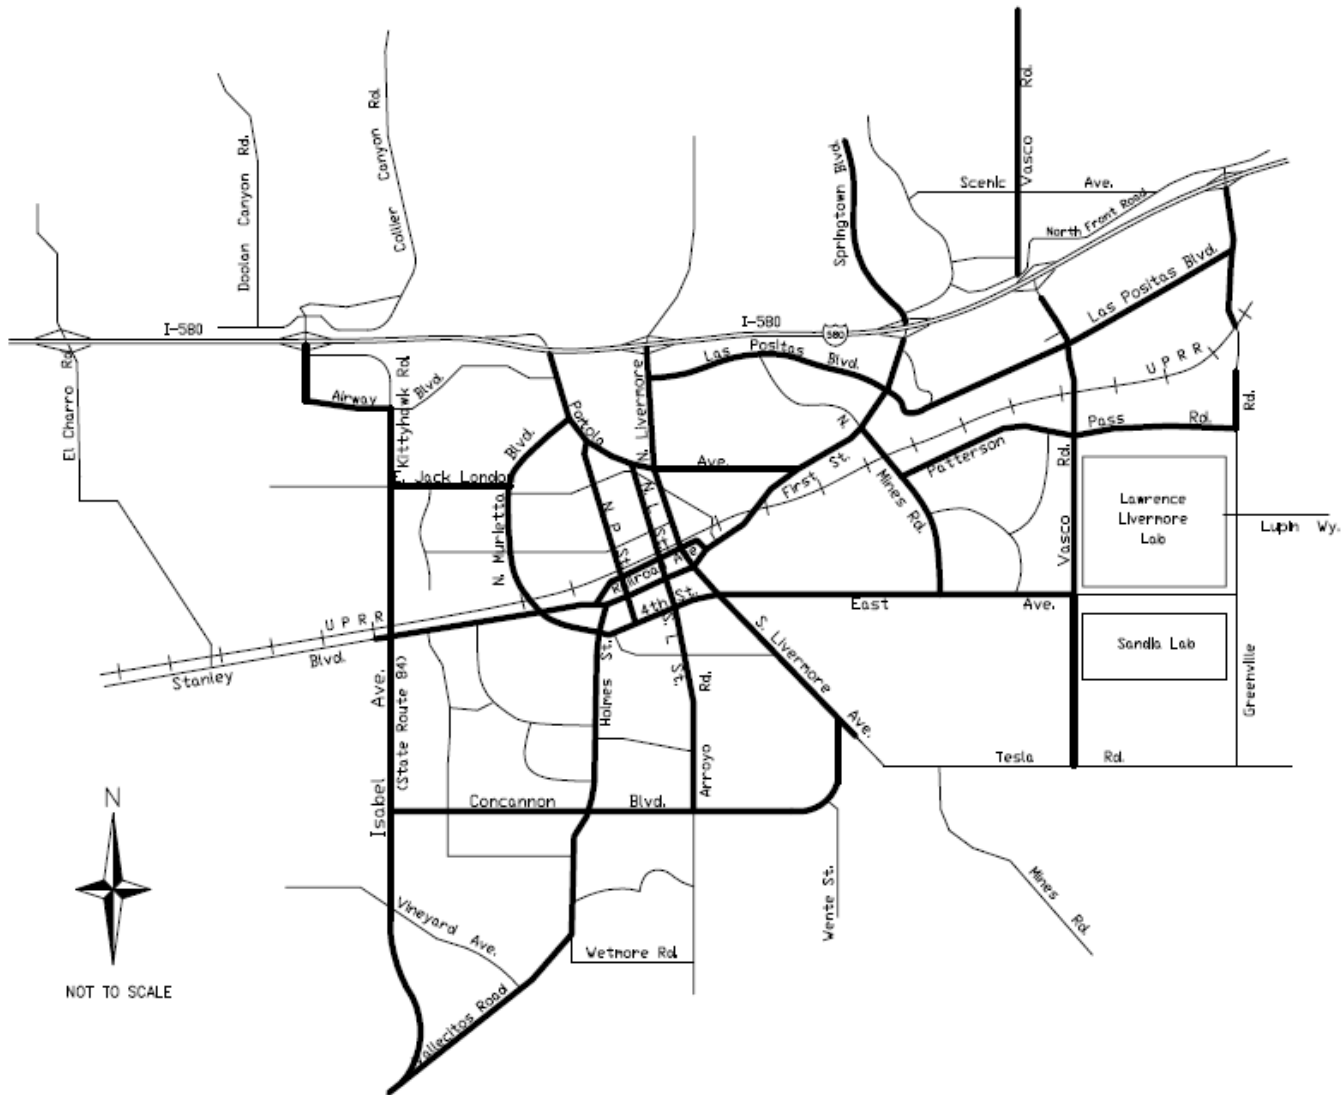 Vasco Rd.
Doolan Canyon Rd.
Collier Canyon Rd.
Springtown Blvd.
Scenic Ave.
North Front Road
I-580
I-580
580
Las Positas Blvd.
Las Positas Blvd.
El Charro Rd.
Airway Blvd.
Kittyhawk Rd.
Portola Ave.
N. Livermore
UPRR
E. Jack London Blvd.
N. Murietta
N. P St.
N. L St.
First St.
N. Mines Rd.
Patterson Pass Rd.
Vasco Rd.
Lawrence
Livermore
Lab
Lupin Wy.
Railroad Ave.
4th St.
East Ave.
UPRR
Stanley Blvd.
Isabel Ave.
(State Route 84)
Holmes St.
S. L St.
Arroyo Rd.
S. Livermore Ave.
Sandia Lab
Greenville Rd.
Tesla Rd.
Concannon Blvd.
N
NOT TO SCALE
Vineyard Ave.
Vallecitos Road
Wetmore Rd.
Wente St.
Mines Rd.